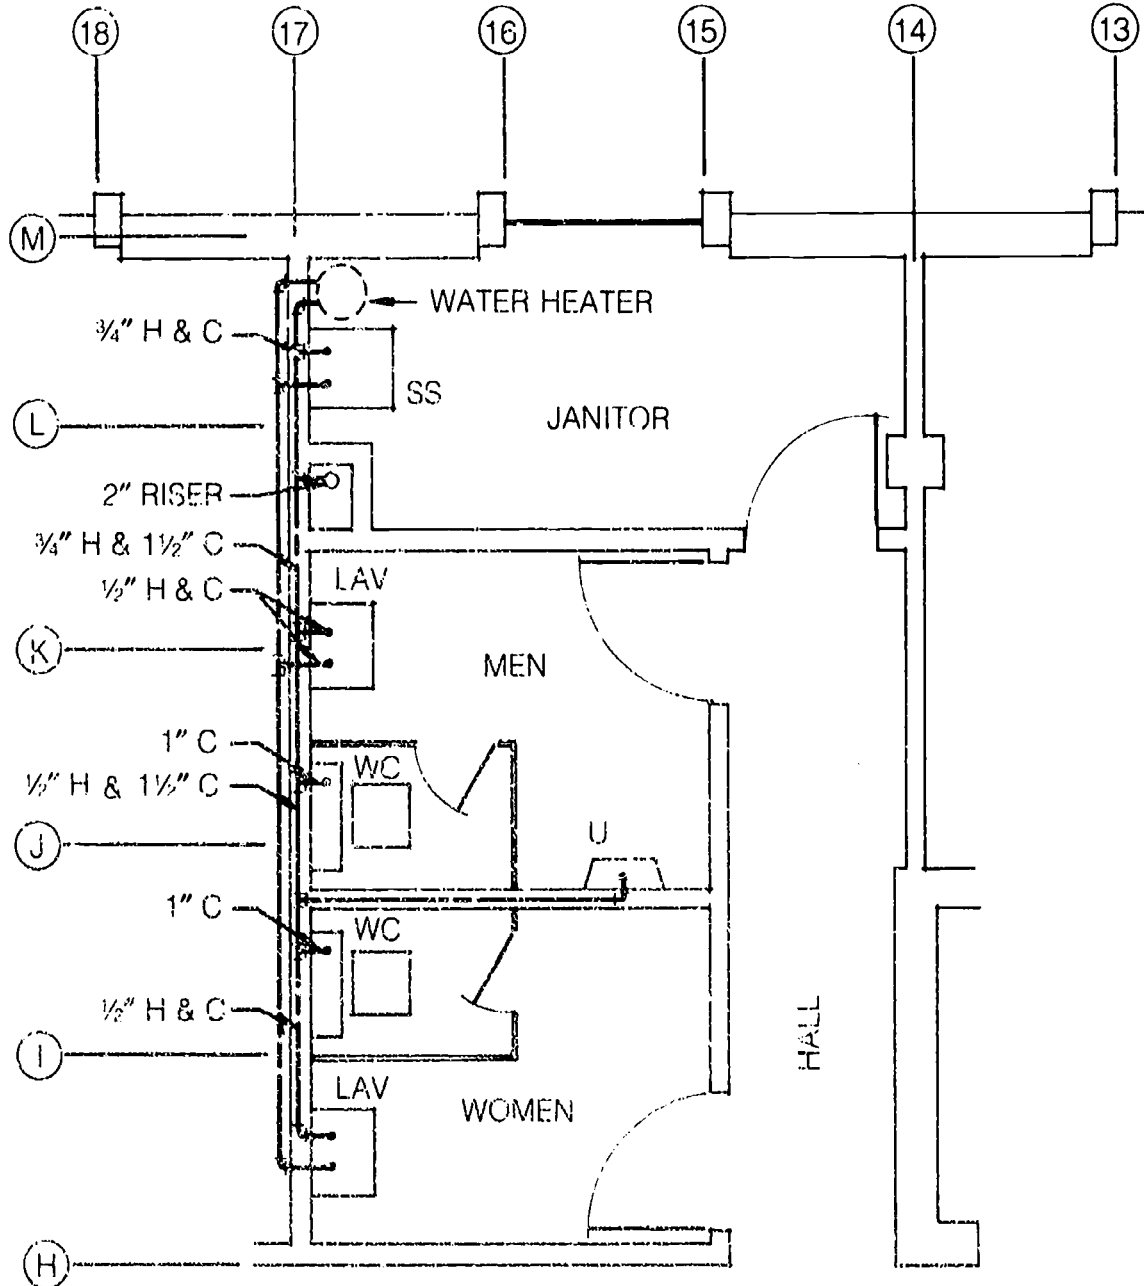 18 17 16 15 14 13
M
WATER HEATER
¾" H & C
SS
L
JANITOR
2" RISER
¾" H & 1½" C
LAV
½" H & C
K
MEN
1" C
WC
½" H & 1½" C
J
U
1" C
WC
½" H & C
I
HALL
LAV
WOMEN
H